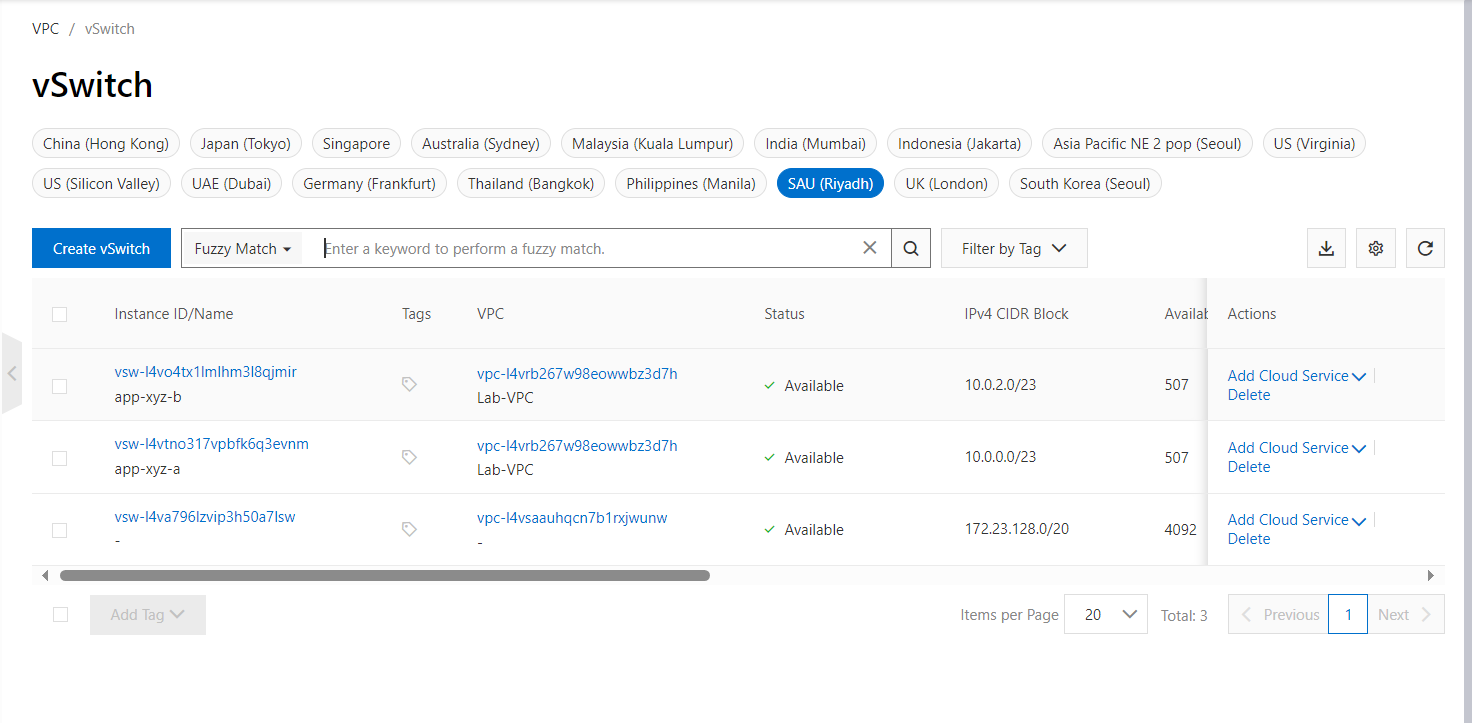 VPC / vSwitch
vSwitch
China (Hong Kong) Japan (Tokyo) Singapore Australia (Sydney) Malaysia (Kuala Lumpur) India (Mumbai) Indonesia (Jakarta) Asia Pacific NE 2 pop (Seoul) US (Virginia)
US (Silicon Valley) UAE (Dubai) Germany (Frankfurt) Thailand (Bangkok) Philippines (Manila) SAU (Riyadh) UK (London) South Korea (Seoul)
Create vSwitch Fuzzy Match Enter a keyword to perform a fuzzy match. Filter by Tag
Instance ID/Name Tags VPC Status IPv4 CIDR Block Availab Actions
vsw-l4vo4tx1lmlhm3l8qjmir vpc-l4vrb267w98eowwbz3d7h Available 10.0.2.0/23 507 Add Cloud Service
app-xyz-b Lab-VPC Delete
vsw-l4vtno317vpbfk6q3evnm vpc-l4vrb267w98eowwbz3d7h Available 10.0.0.0/23 507 Add Cloud Service
app-xyz-a Lab-VPC Delete
vsw-l4va796lzvip3h50a7lsw vpc-l4vsaauhqcn7b1rxjwunw Available 172.23.128.0/20 4092 Add Cloud Service
- - Delete
Add Tag Items per Page 20 Total: 3 Previous 1 Next